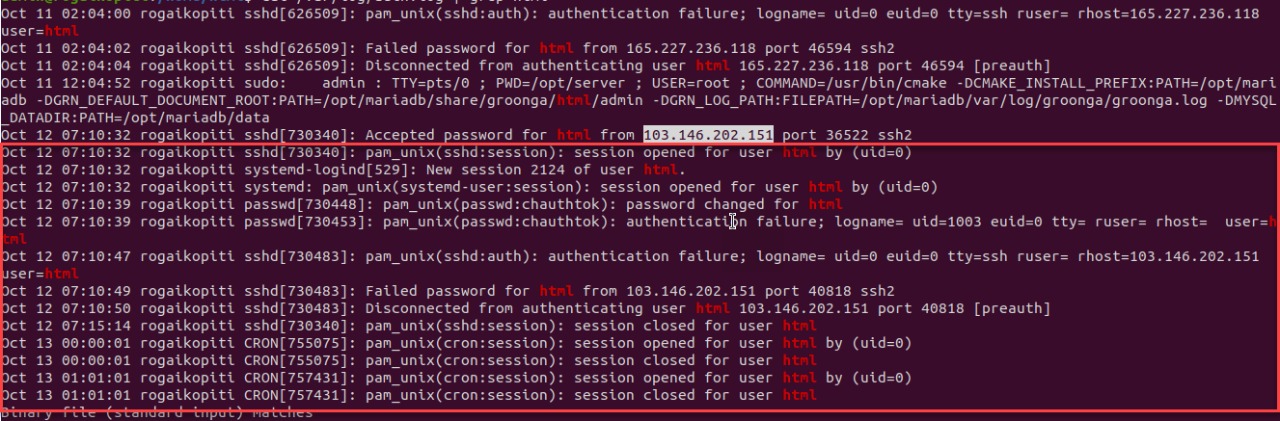 Oct 11 02:04:00 rogaikopiti sshd[626509]: pam_unix(sshd:auth): authentication failure; logname= uid=0 euid=0 tty=ssh ruser= rhost=165.227.236.118
user=html
Oct 11 02:04:02 rogaikopiti sshd[626509]: Failed password for html from 165.227.236.118 port 46594 ssh2
Oct 11 02:04:04 rogaikopiti sshd[626509]: Disconnected from authenticating user html 165.227.236.118 port 46594 [preauth]
Oct 11 12:04:52 rogaikopiti sudo:    admin : TTY=pts/0 ; PWD=/opt/server ; USER=root ; COMMAND=/usr/bin/cmake -DCMAKE_INSTALL_PREFIX:PATH=/opt/mari
adb -DGRN_DEFAULT_DOCUMENT_ROOT:PATH=/opt/mariadb/share/groonga/html/admin -DGRN_LOG_PATH:FILEPATH=/opt/mariadb/var/log/groonga/groonga.log -DMYSQL
_DATADIR:PATH=/opt/mariadb/data
Oct 12 07:10:32 rogaikopiti sshd[730340]: Accepted password for html from 103.146.202.151 port 36522 ssh2
Oct 12 07:10:32 rogaikopiti sshd[730340]: pam_unix(sshd:session): session opened for user html by (uid=0)
Oct 12 07:10:32 rogaikopiti systemd-logind[529]: New session 2124 of user html.
Oct 12 07:10:32 rogaikopiti systemd: pam_unix(systemd-user:session): session opened for user html by (uid=0)
Oct 12 07:10:39 rogaikopiti passwd[730448]: pam_unix(passwd:chauthtok): password changed for html
Oct 12 07:10:39 rogaikopiti passwd[730453]: pam_unix(passwd:chauthtok): authentication failure; logname= uid=1003 euid=0 tty= ruser= rhost=  user=h
tml
Oct 12 07:10:47 rogaikopiti sshd[730483]: pam_unix(sshd:auth): authentication failure; logname= uid=0 euid=0 tty=ssh ruser= rhost=103.146.202.151
user=html
Oct 12 07:10:49 rogaikopiti sshd[730483]: Failed password for html from 103.146.202.151 port 40818 ssh2
Oct 12 07:10:50 rogaikopiti sshd[730483]: Disconnected from authenticating user html 103.146.202.151 port 40818 [preauth]
Oct 12 07:15:14 rogaikopiti sshd[730340]: pam_unix(sshd:session): session closed for user html
Oct 13 00:00:01 rogaikopiti CRON[755075]: pam_unix(cron:session): session opened for user html by (uid=0)
Oct 13 00:00:01 rogaikopiti CRON[755075]: pam_unix(cron:session): session closed for user html
Oct 13 01:01:01 rogaikopiti CRON[757431]: pam_unix(cron:session): session opened for user html by (uid=0)
Oct 13 01:01:01 rogaikopiti CRON[757431]: pam_unix(cron:session): session closed for user html
Binary file (standard input) matches